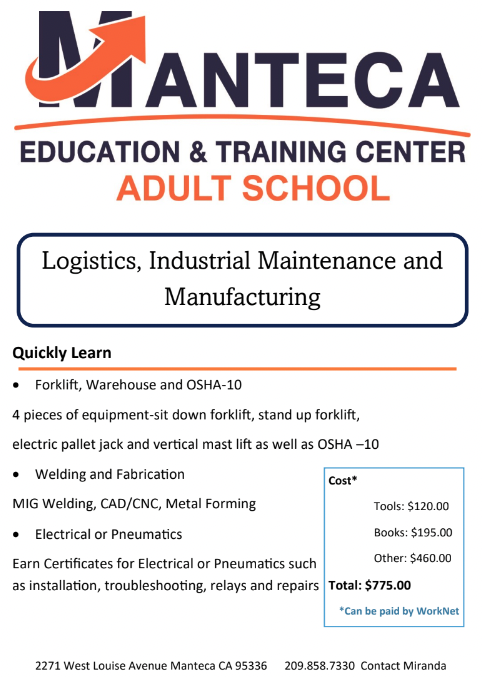 MANTECA
EDUCATION & TRAINING CENTER
ADULT SCHOOL
Logistics, Industrial Maintenance and
Manufacturing
Quickly Learn
• Forklift, Warehouse and OSHA-10
4 pieces of equipment-sit down forklift, stand up forklift,
electric pallet jack and vertical mast lift as well as OSHA –10
• Welding and Fabrication
MIG Welding, CAD/CNC, Metal Forming
• Electrical or Pneumatics
Earn Certificates for Electrical or Pneumatics such
as installation, troubleshooting, relays and repairs
Cost*
Tools: $120.00
Books: $195.00
Other: $460.00
Total: $775.00
*Can be paid by WorkNet
2271 West Louise Avenue Manteca CA 95336 209.858.7330 Contact Miranda